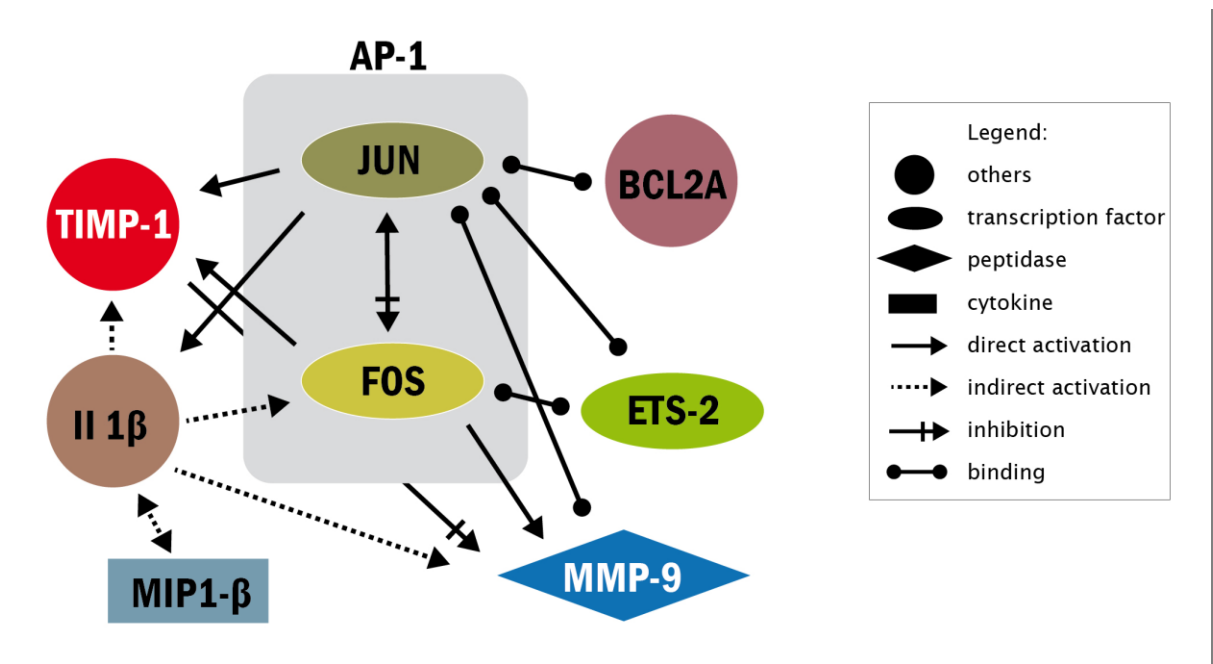 AP-1
JUN
BCL2A
TIMP-1
FOS
ETS-2
Il 1β
MIP1-β
MMP-9
Legend:
others
transcription factor
peptidase
cytokine
direct activation
indirect activation
inhibition
binding